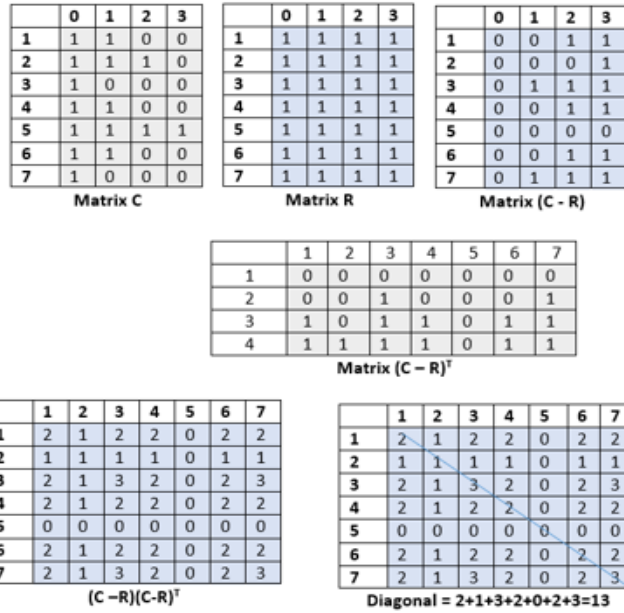 0 1 2 3
1 1 1 0 0
2 1 1 1 0
3 1 0 0 0
4 1 1 0 0
5 1 1 1 1
6 1 1 0 0
7 1 0 0 0
Matrix C
0 1 2 3
1 1 1 1 1
2 1 1 1 1
3 1 1 1 1
4 1 1 1 1
5 1 1 1 1
6 1 1 1 1
7 1 1 1 1
Matrix R
0 1 2 3
1 0 0 1 1
2 0 0 0 1
3 0 1 1 1
4 0 0 1 1
5 0 0 0 0
6 0 0 1 1
7 0 1 1 1
Matrix (C - R)
1 2 3 4 5 6 7
1 0 0 0 0 0 0 0
2 0 0 1 0 0 0 1
3 1 0 1 1 0 1 1
4 1 1 1 1 0 1 1
Matrix (C – R)ᵀ
1 2 3 4 5 6 7
1 2 1 2 2 0 2 2
2 1 1 1 1 0 1 1
3 2 1 3 2 0 2 3
4 2 1 2 2 0 2 2
5 0 0 0 0 0 0 0
6 2 1 2 2 0 2 2
7 2 1 3 2 0 2 3
(C –R)(C-R)ᵀ
1 2 3 4 5 6 7
1 2 1 2 2 0 2 2
2 1 1 1 1 0 1 1
3 2 1 3 2 0 2 3
4 2 1 2 2 0 2 2
5 0 0 0 0 0 0 0
6 2 1 2 2 0 2 2
7 2 1 3 2 0 2 3
Diagonal = 2+1+3+2+0+2+3=13